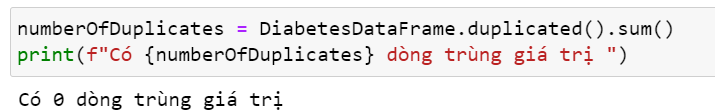 numberOfDuplicates = DiabetesDataFrame.duplicated().sum()
print(f"Có {numberOfDuplicates} dòng trùng giá trị ")
Có 0 dòng trùng giá trị